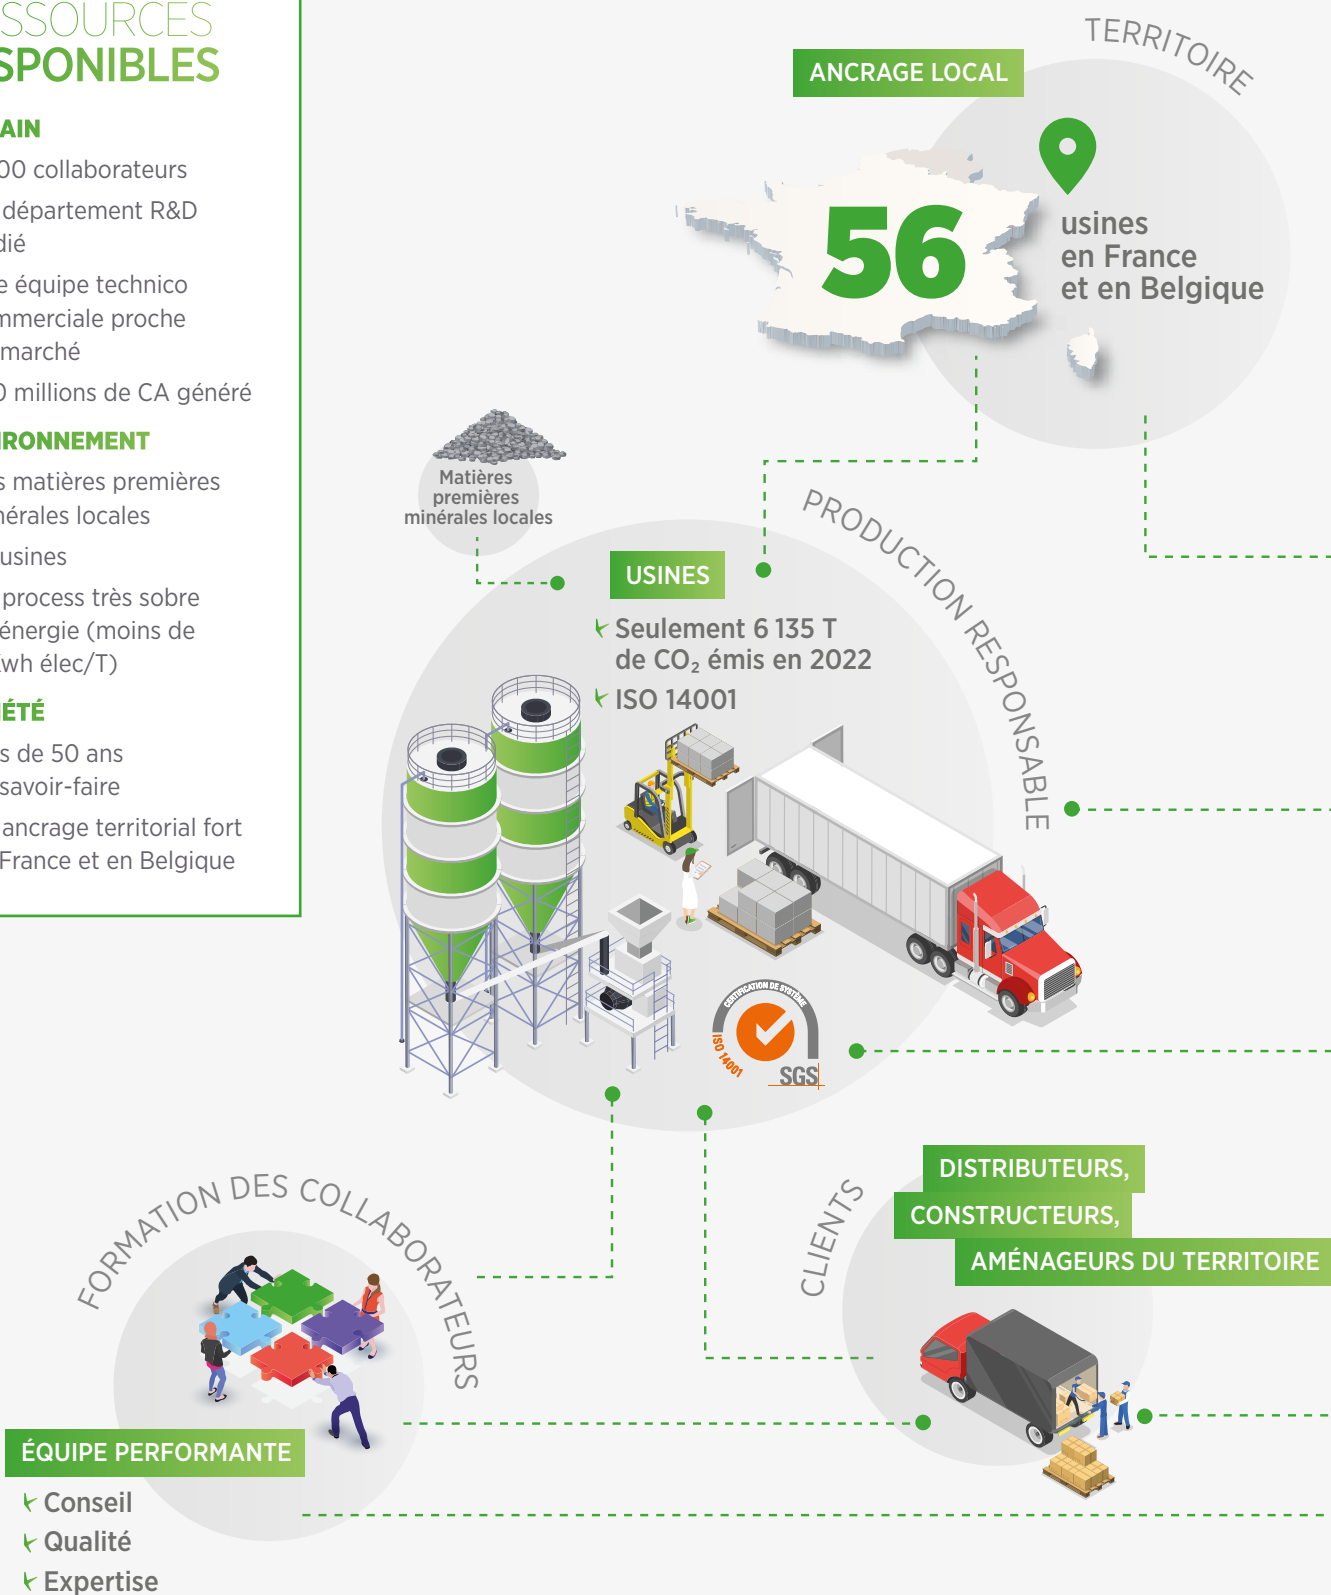 SSOURCES
SPONIBLES
AIN
00 collaborateurs
département R&D
dié
e équipe technico
mmerciale proche
marché
0 millions de CA généré
IRONNEMENT
s matières premières
nérales locales
usines
process très sobre
énergie (moins de
Kwh élec/T)
IÉTÉ
s de 50 ans
savoir-faire
ancrage territorial fort
France et en Belgique
TERRITOIRE
ANCRAGE LOCAL
56
usines
en France
et en Belgique
Matières
premières
minérales locales
PRODUCTION RESPONSABLE
USINES
Seulement 6 135 T
de CO₂ émis en 2022
ISO 14001
CERTIFICATION DE SYSTÈME
ISO 14001
SGS
FORMATION DES COLLABORATEURS
ÉQUIPE PERFORMANTE
Conseil
Qualité
Expertise
CLIENTS
DISTRIBUTEURS,
CONSTRUCTEURS,
AMÉNAGEURS DU TERRITOIRE